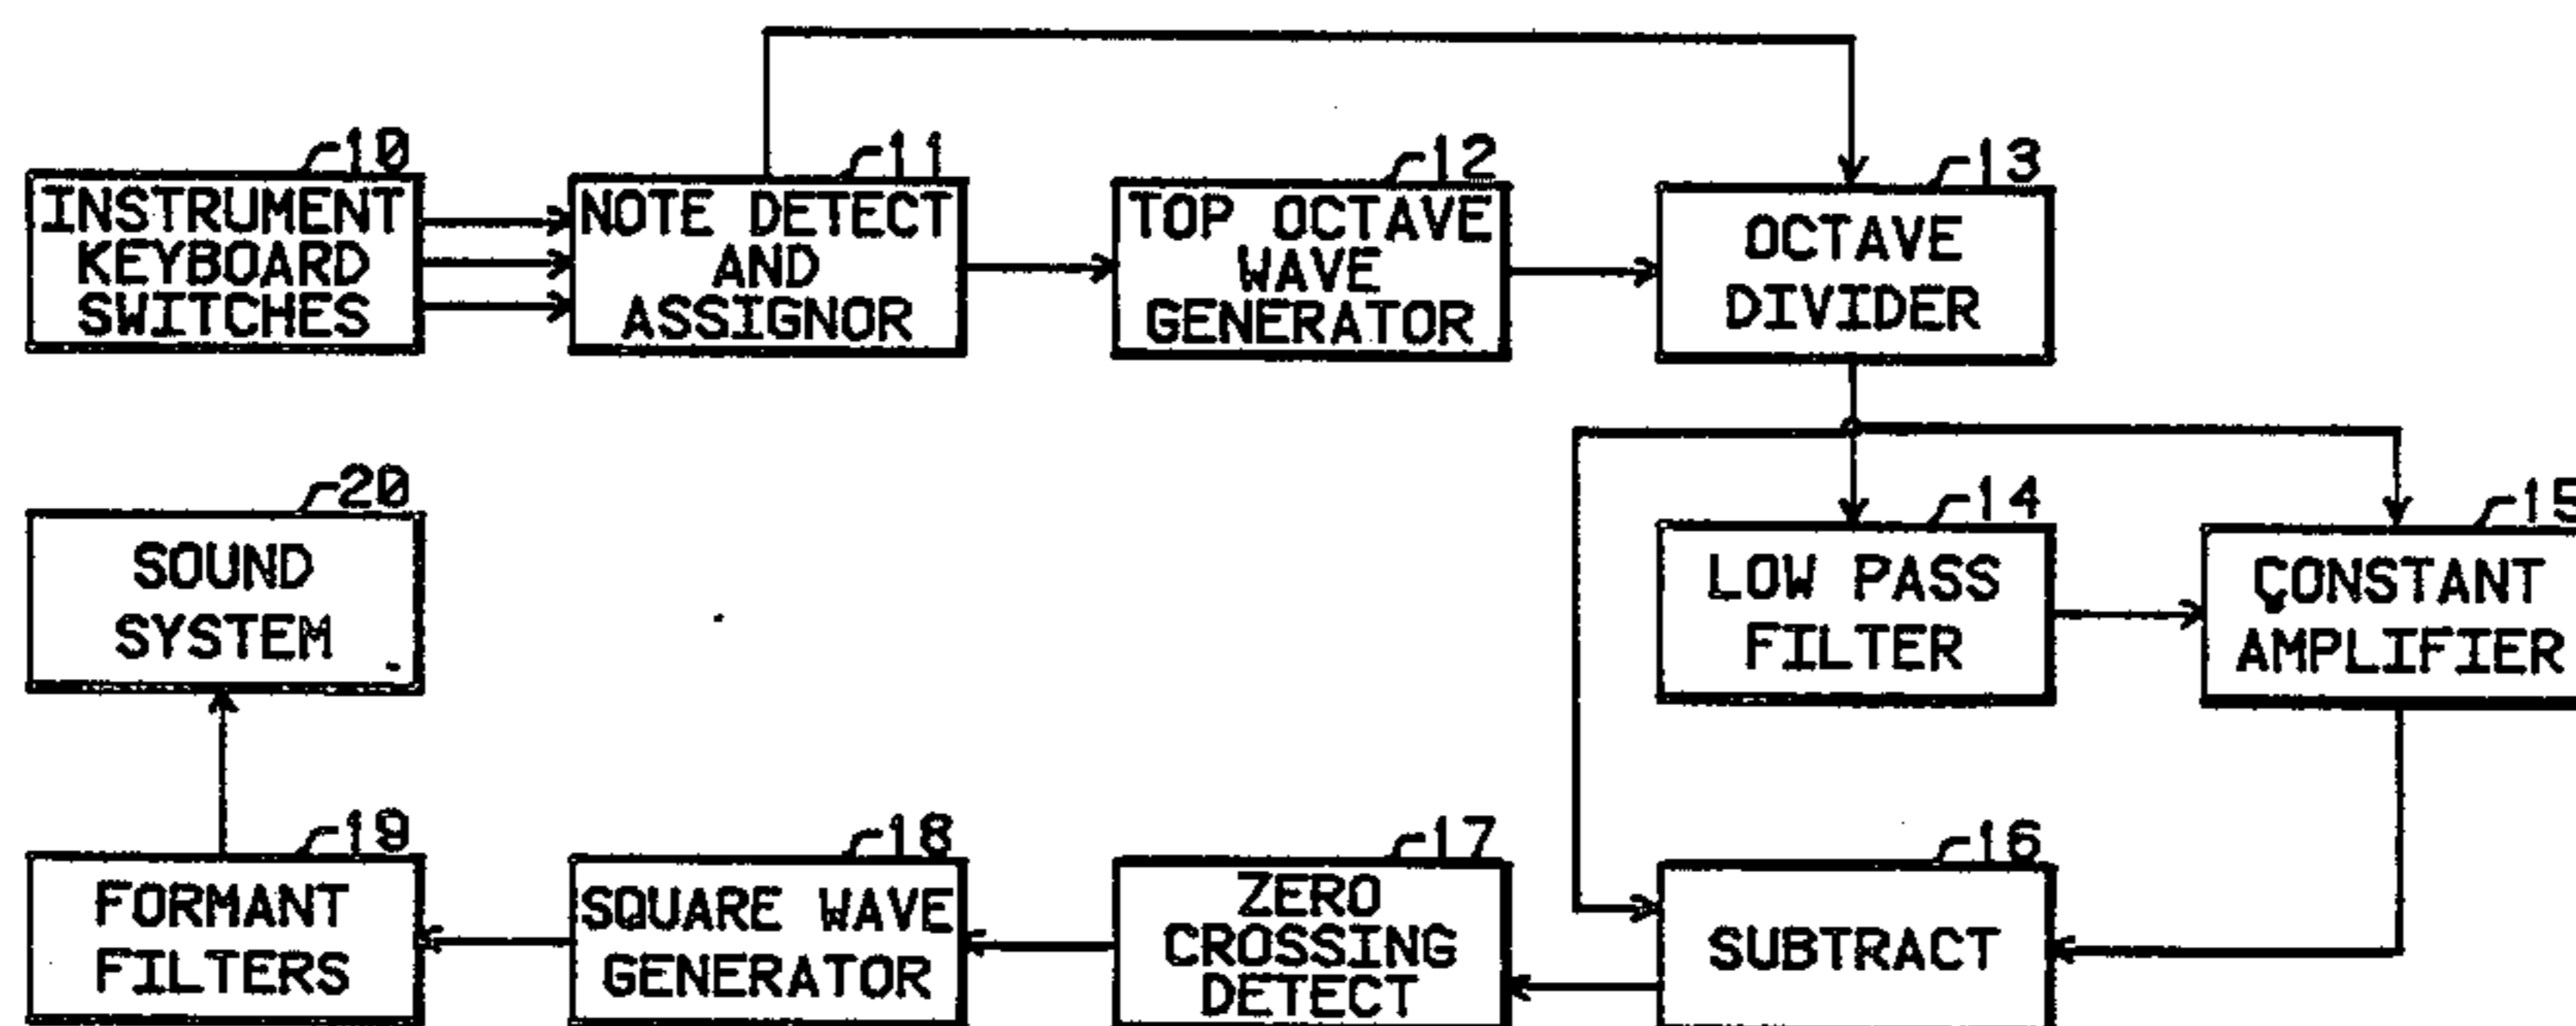 10
INSTRUMENT
KEYBOARD
SWITCHES
11
NOTE DETECT
AND
ASSIGNOR
12
TOP OCTAVE
WAVE
GENERATOR
13
OCTAVE
DIVIDER
20
SOUND
SYSTEM
14
LOW PASS
FILTER
15
CONSTANT
AMPLIFIER
19
FORMANT
FILTERS
18
SQUARE WAVE
GENERATOR
17
ZERO
CROSSING
DETECT
16
SUBTRACT